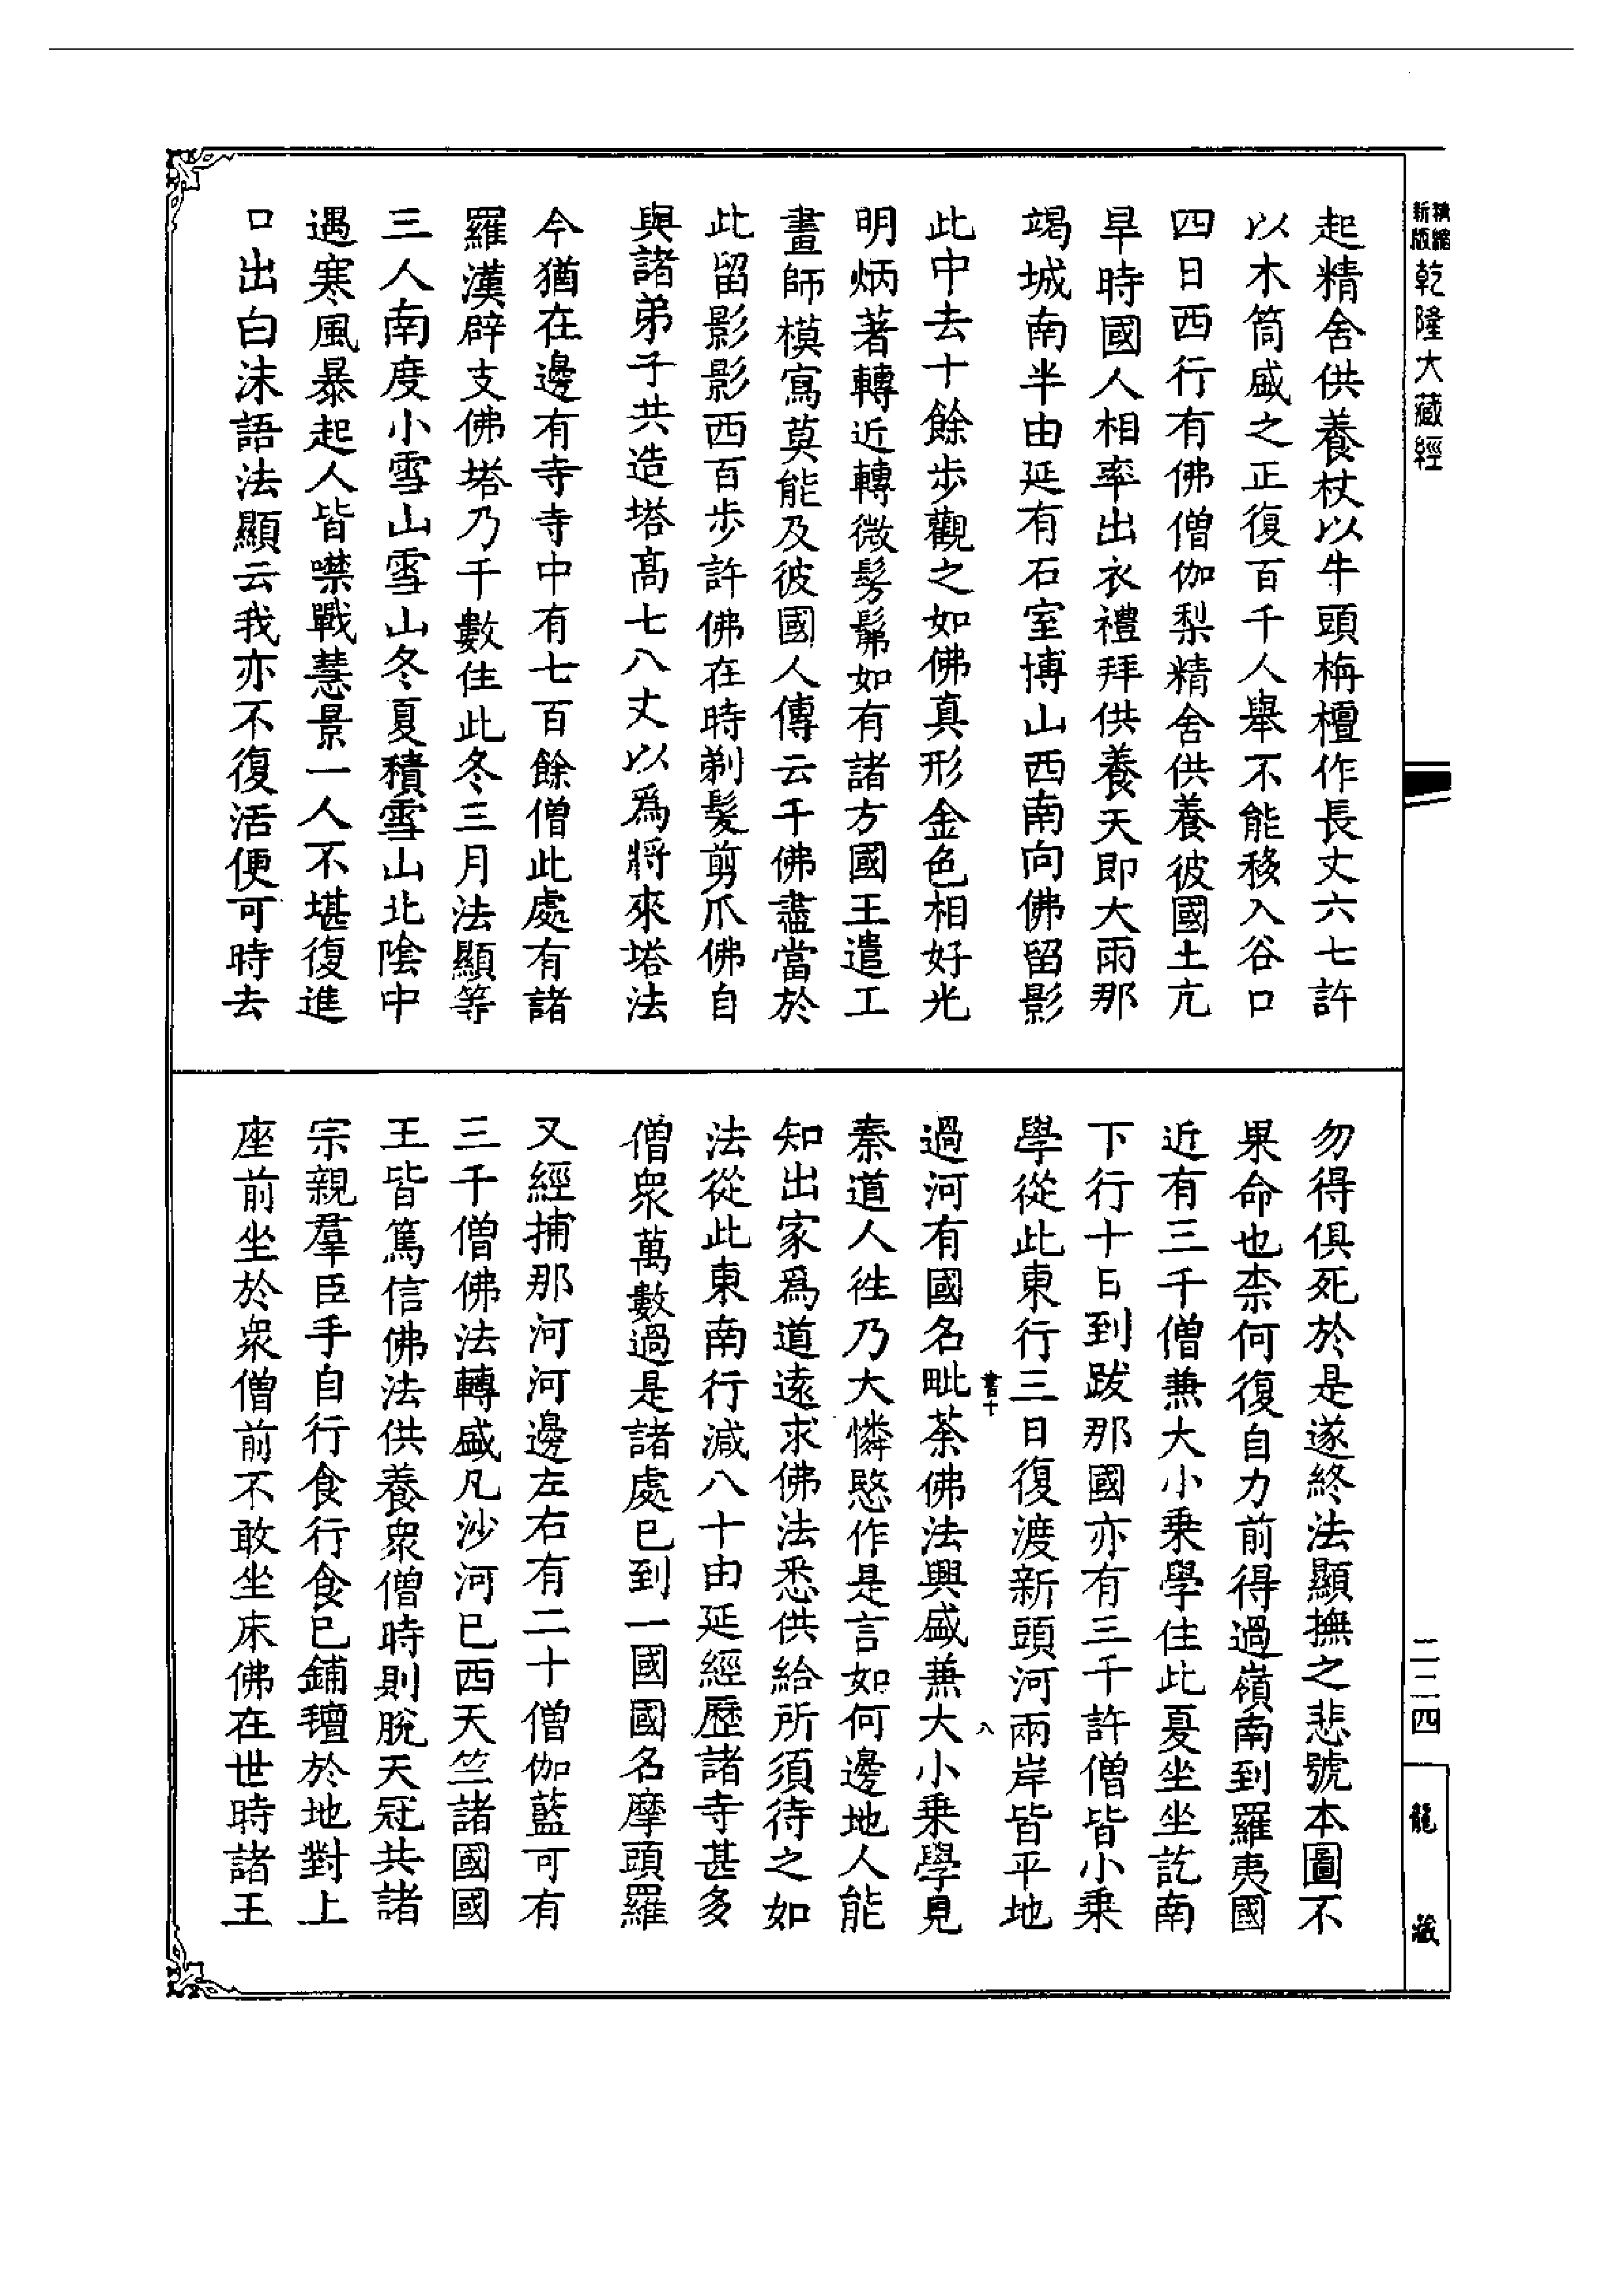 精縮新版乾隆大藏經
起精舍供養杖以牛頭栴檀作長丈六七許
以木筒盛之正復百千人舉不能移入谷口
四日西行有佛僧伽梨精舍供養彼國土亢
旱時國人相率出衣禮拜供養天即大雨那
竭城南半由延有石室博山西南向佛留影
此中去十餘步觀之如佛真形金色相好光
明炳著轉近轉微髣髴如有諸方國王遣工
畫師模寫莫能及彼國人傳云千佛盡當於
此留影影西百步許佛在時剃髮剪爪佛自
與諸弟子共造塔高七八丈以爲將來塔法
今猶在邊有寺寺中有七百餘僧此處有諸
羅漢辟支佛塔乃千數住此冬三月法顯等
三人南度小雪山雪山冬夏積雪山北陰中
遇寒風暴起人皆噤戰慧景一人不堪復進
口出白沫語法顯云我亦不復活便可時去
勿得俱死於是遂終法顯撫之悲號本圖不
果命也柰何復自力前得過嶺南到羅夷國
近有三千僧兼大小乘學住此夏坐坐訖南
下行十日到跋那國亦有三千許僧皆小乘
學從此東行三日復渡新頭河兩岸皆平地
書十 八
過河有國名毗荼佛法興盛兼大小乘學見
秦道人往乃大憐愍作是言如何邊地人能
知出家爲道遠求佛法悉供給所須待之如
法從此東南行減八十由延經歷諸寺甚多
僧衆萬數過是諸處已到一國國名摩頭羅
又經捕那河河邊左右有二十僧伽藍可有
三千僧佛法轉盛凡沙河已西天竺諸國國
王皆篤信佛法供養衆僧時則脫天冠共諸
宗親羣臣手自行食行食已鋪氊於地對上
座前坐於衆僧前不敢坐床佛在世時諸王
二二四
龍藏